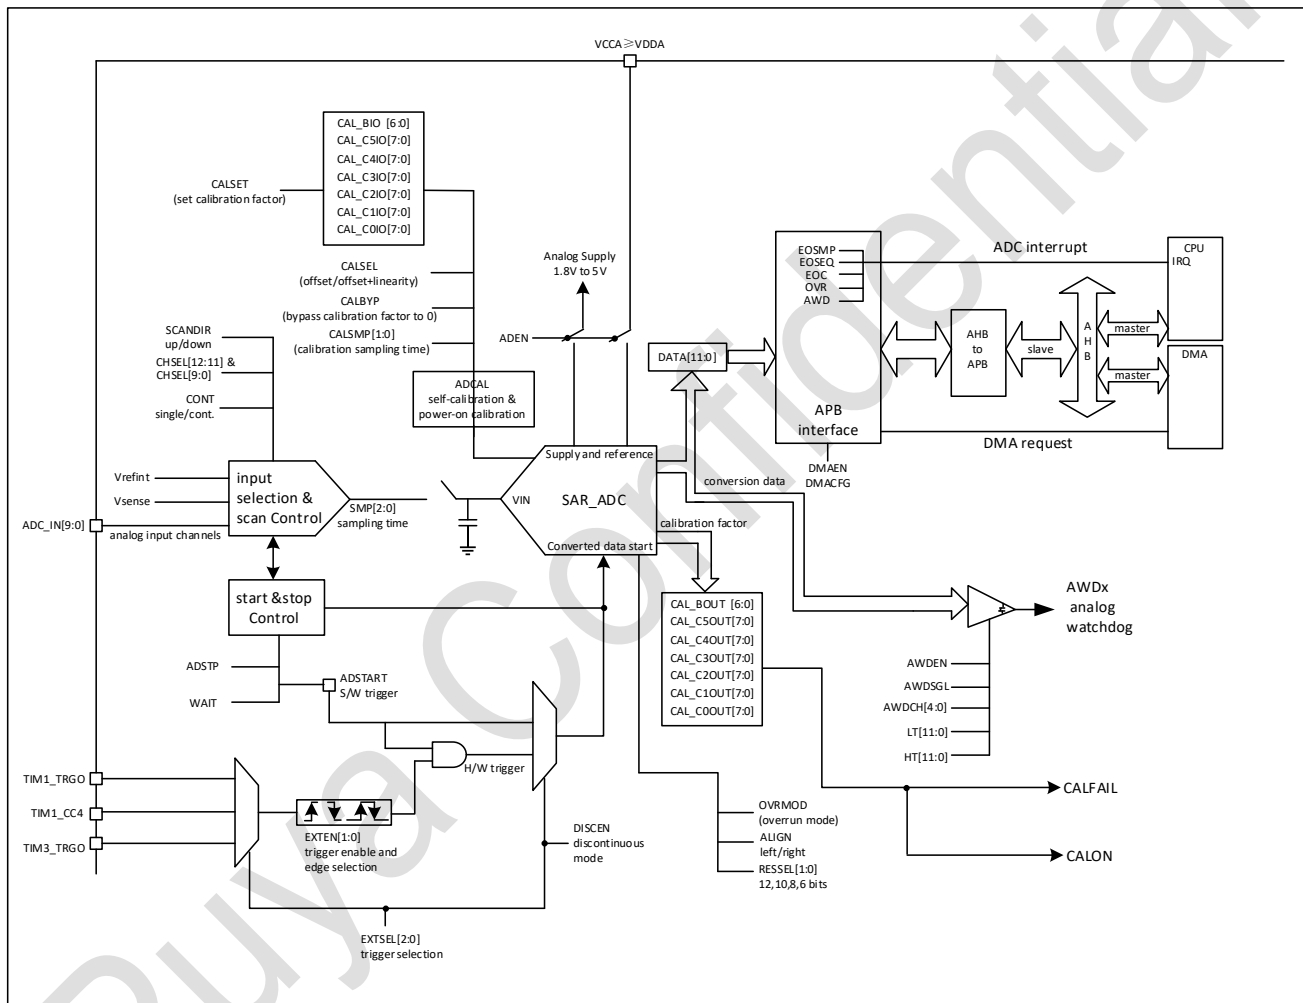 VCCA≥VDDA
CAL_BIO [6:0]
CAL_C5IO[7:0]
CAL_C4IO[7:0]
CAL_C3IO[7:0]
CAL_C2IO[7:0]
CAL_C1IO[7:0]
CAL_C0IO[7:0]
CALSET
(set calibration factor)
CALSEL
(offset/offset+linearity)
CALBYP
(bypass calibration factor to 0)
CALSMP[1:0]
(calibration sampling time)
ADCAL
self-calibration &
power-on calibration
Analog Supply
1.8V to 5V
ADEN
SCANDIR
up/down
CHSEL[12:11] &
CHSEL[9:0]
CONT
single/cont.
Vrefint
Vsense
ADC_IN[9:0]
analog input channels
input
selection &
scan Control
SMP[2:0]
sampling time
Supply and reference
VIN
SAR_ADC
Converted data start
DATA[11:0]
EOSMP
EOSEQ
EOC
OVR
AWD
APB
interface
DMAEN
DMACFG
ADC interrupt
AHB
to
APB
slave
A
H
B
master
master
CPU
IRQ
DMA
DMA request
conversion data
calibration factor
start &stop
Control
ADSTP
WAIT
ADSTART
S/W trigger
H/W trigger
TIM1_TRGO
TIM1_CC4
TIM3_TRGO
EXTEN[1:0]
trigger enable and
edge selection
EXTSEL[2:0]
trigger selection
DISCEN
discontinuous
mode
CAL_BOUT [6:0]
CAL_C5OUT[7:0]
CAL_C4OUT[7:0]
CAL_C3OUT[7:0]
CAL_C2OUT[7:0]
CAL_C1OUT[7:0]
CAL_C0OUT[7:0]
OVRMOD
(overrun mode)
ALIGN
left/right
RESSEL[1:0]
12,10,8,6 bits
AWDx
analog
watchdog
AWDEN
AWDSGL
AWDCH[4:0]
LT[11:0]
HT[11:0]
CALFAIL
CALON
Puya Confidential